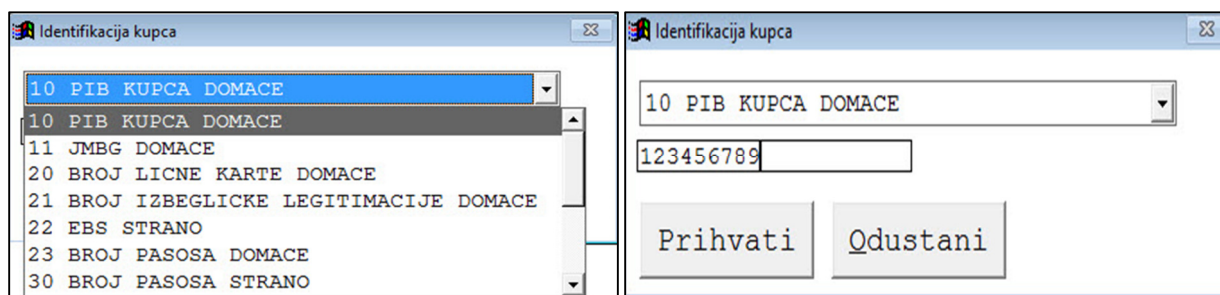 Identifikacija kupca
10 PIB KUPCA DOMACE
10 PIB KUPCA DOMACE
11 JMBG DOMACE
20 BROJ LICNE KARTE DOMACE
21 BROJ IZBEGLICKE LEGITIMACIJE DOMACE
22 EBS STRANO
23 BROJ PASOSA DOMACE
30 BROJ PASOSA STRANO
Identifikacija kupca
10 PIB KUPCA DOMACE
123456789
Prihvati Odustani